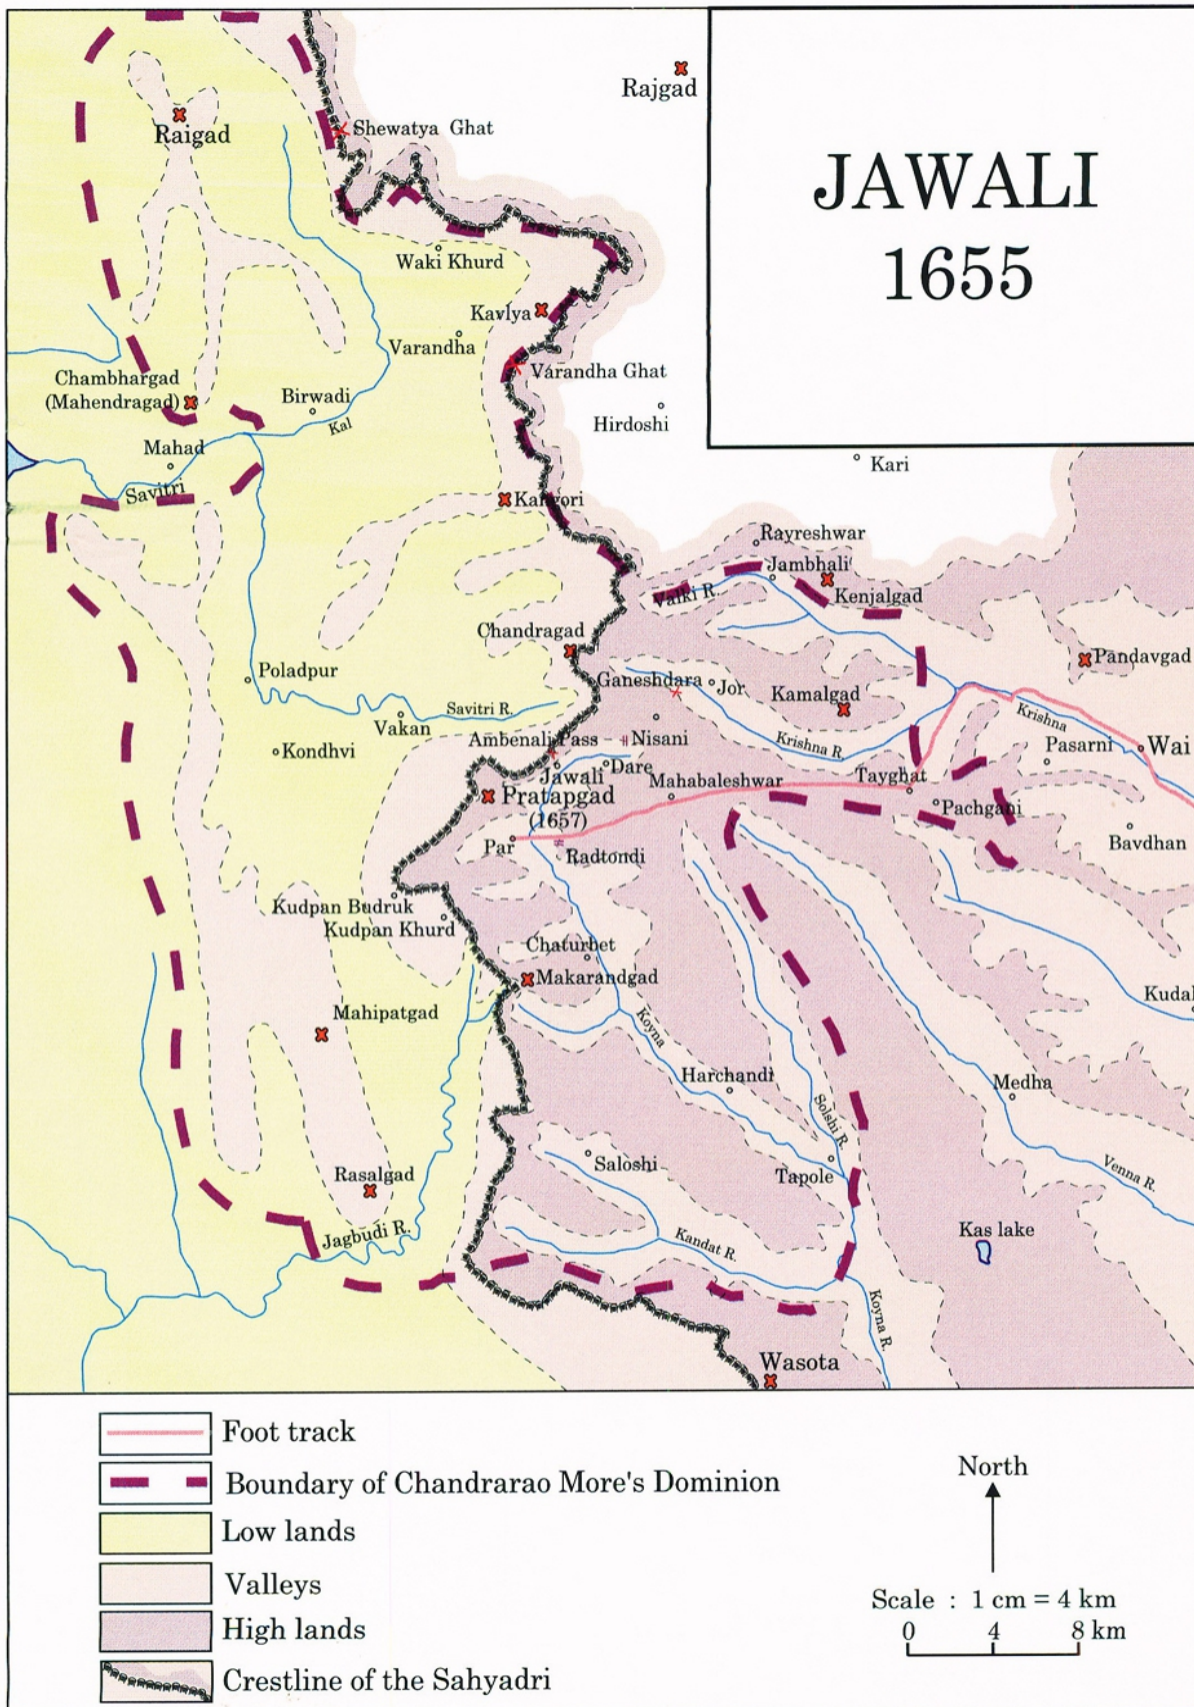 JAWALI
1655
Rajgad
Raigad
Shewatya Ghat
Waki Khurd
Kavlya
Varandha
Varandha Ghat
Chambhargad
(Mahendragad)
Birwadi
Kal
Hirdoshi
Mahad
Kari
Savitri
Kangori
Rayreshwar
Jambhali
Valki R.
Kenjalgad
Chandragad
Pandavgad
Poladpur
Ganeshdara
Jor
Kamalgad
Savitri R.
Vakan
Krishna
Krishna R.
Ambenali Pass
Nisani
Pasarni
Wai
Kondhvi
Jawali
Dare
Mahabaleshwar
Tayghat
Pratapgad
(1657)
Pachgani
Par
Radtondi
Bavdhan
Kudpan Budruk
Kudpan Khurd
Chaturbet
Makarandgad
Kudal
Mahipatgad
Koyna
Harchandi
Medha
Solshi R.
Saloshi
Tapole
Rasalgad
Venna R.
Jagbudi R.
Kandat R.
Kas lake
Koyna R.
Wasota
Foot track
Boundary of Chandrarao More's Dominion
Low lands
Valleys
High lands
Crestline of the Sahyadri
North
Scale : 1 cm = 4 km
0 4 8 km